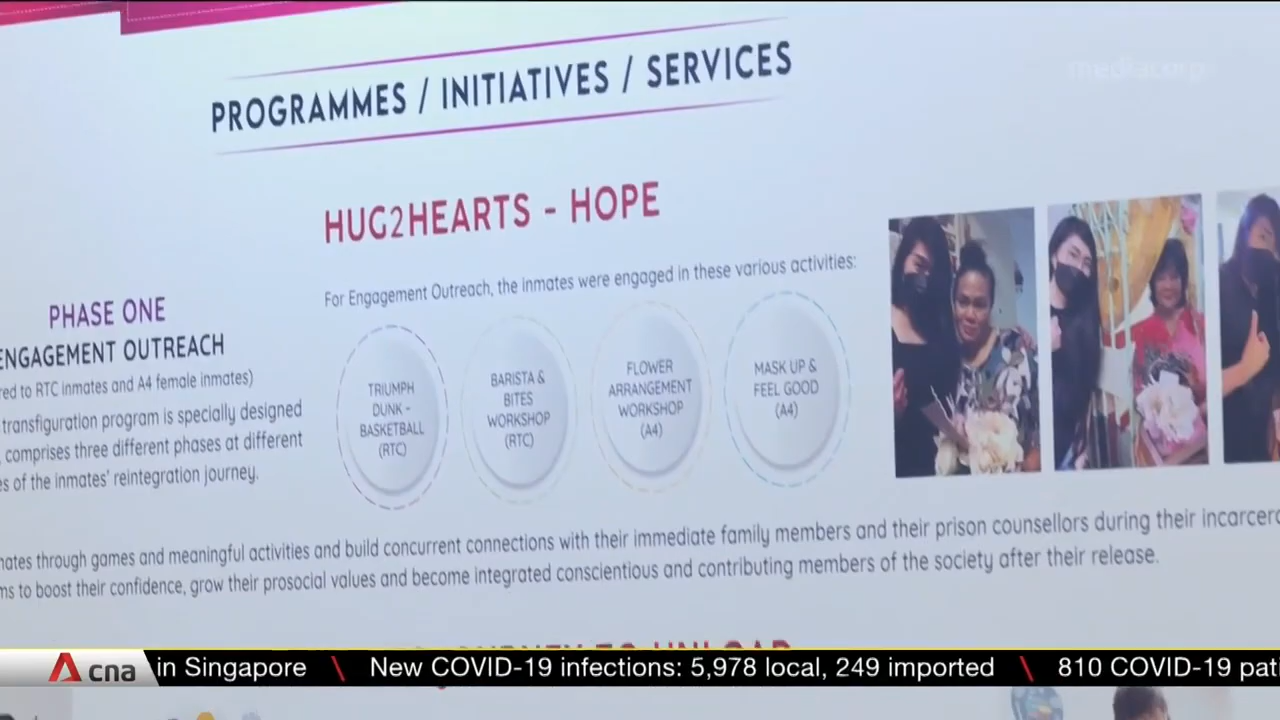 mediacorp
PROGRAMMES / INITIATIVES / SERVICES
HUG2HEARTS - HOPE
For Engagement Outreach, the inmates were engaged in these various activities:
PHASE ONE
ENGAGEMENT OUTREACH
to RTC inmates and A4 female inmates)
transfiguration program is specially designed
comprises three different phases at different
of the inmates' reintegration journey.
TRIUMPH
DUNK -
BASKETBALL
(RTC)
BARISTA &
BITES
WORKSHOP
(RTC)
FLOWER
ARRANGEMENT
WORKSHOP
(A4)
MASK UP &
FEEL GOOD
(A4)
through games and meaningful activities and build concurrent connections with their immediate family members and their prison counsellors during their
to boost their confidence, grow their prosocial values and become integrated conscientious and contributing members of the society after their release.
cna in Singapore \ New COVID-19 infections: 5,978 local, 249 imported \ 810 COVID-19